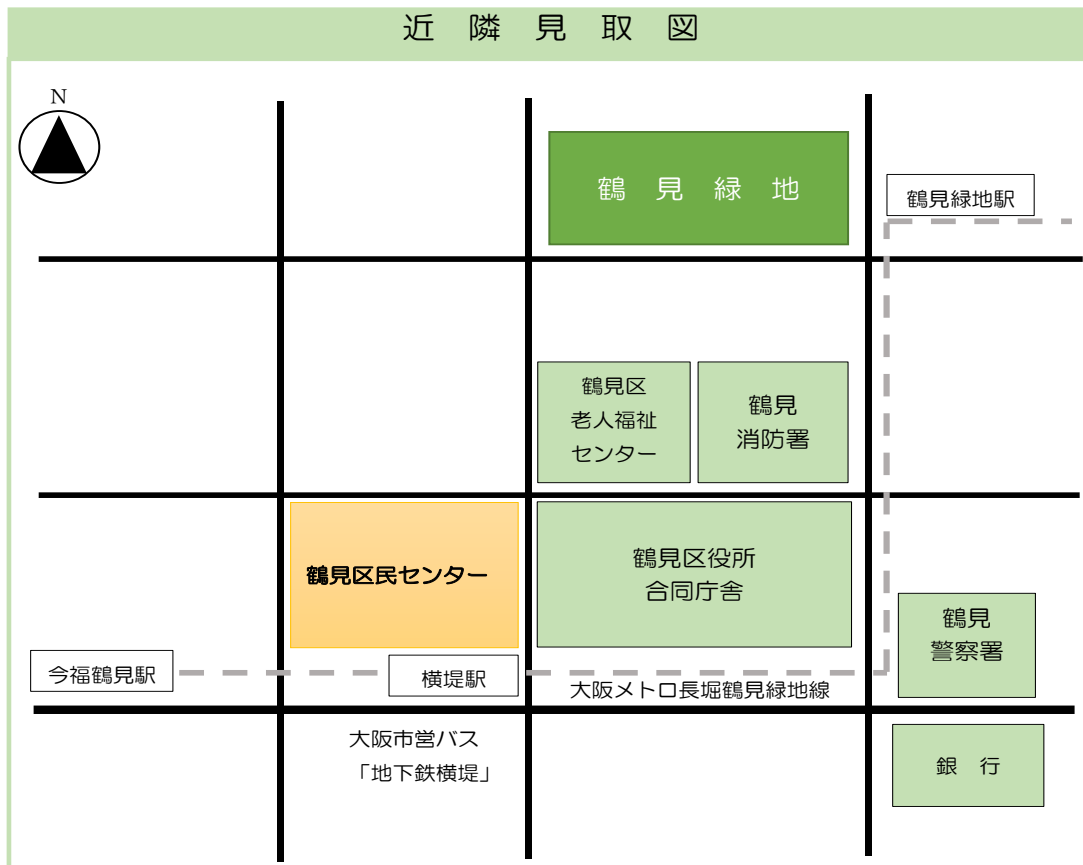 近 隣 見 取 図
N
鶴 見 緑 地
鶴見緑地駅
鶴見区
老人福祉
センター
鶴見
消防署
鶴見区民センター
鶴見区役所
合同庁舎
鶴見
警察署
今福鶴見駅
横堤駅
大阪メトロ長堀鶴見緑地線
大阪市営バス
「地下鉄横堤」
銀 行